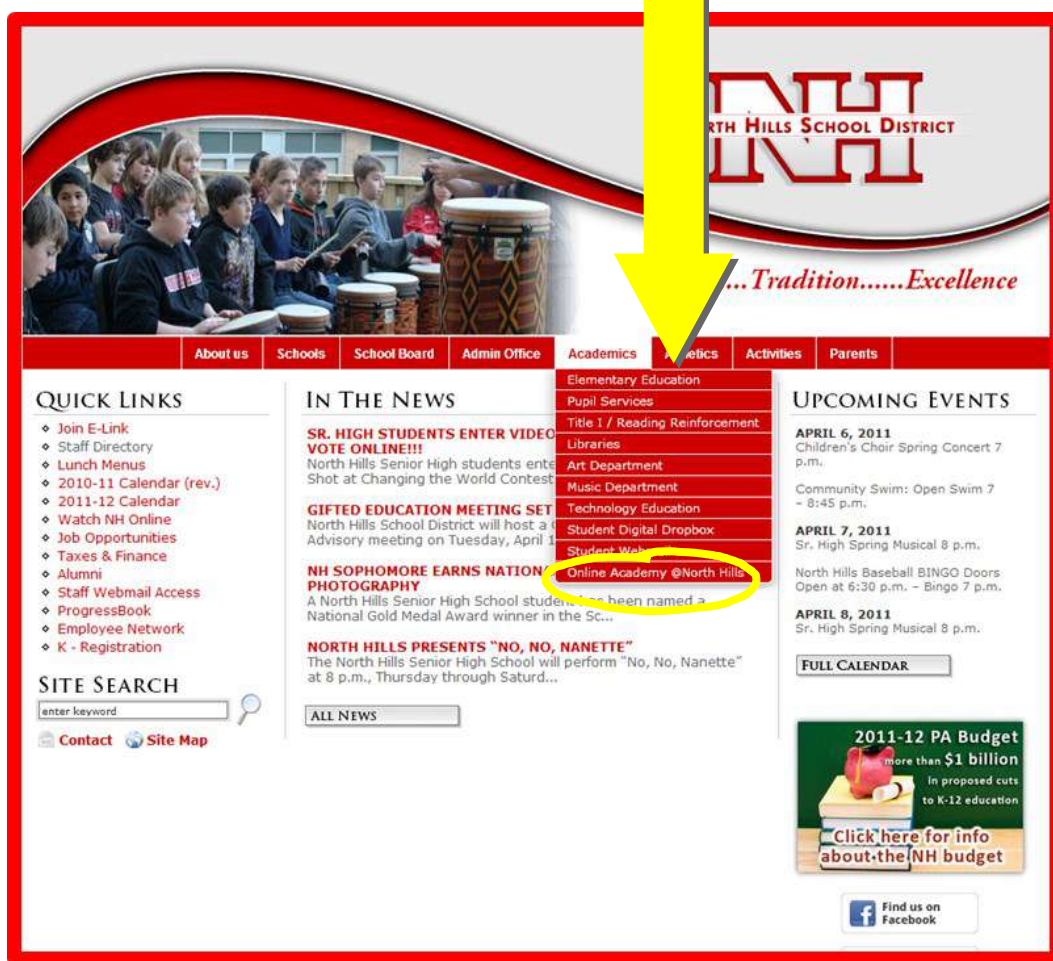 NH
RTH HILLS SCHOOL DISTRICT
...Tradition......Excellence
About us Schools School Board Admin Office Academics Activities Parents
Elementary Education
Pupil Services
Title I / Reading Reinforcement
Libraries
Art Department
Music Department
Technology Education
Student Digital Dropbox
Student
Online Academy @North Hills
QUICK LINKS
Join E-Link
Staff Directory
Lunch Menus
2010-11 Calendar (rev.)
2011-12 Calendar
Watch NH Online
Job Opportunities
Taxes & Finance
Alumni
Staff Webmail Access
ProgressBook
Employee Network
K - Registration
SITE SEARCH
enter keyword
Contact Site Map
IN THE NEWS
SR. HIGH STUDENTS ENTER VIDEO
VOTE ONLINE!!!
North Hills Senior High students ente
Shot at Changing the World Contest
GIFTED EDUCATION MEETING SET
North Hills School District will host a
Advisory meeting on Tuesday, April 1
NH SOPHOMORE EARNS NATION
PHOTOGRAPHY
A North Hills Senior High School student has been named a
National Gold Medal Award winner in the Sc...
NORTH HILLS PRESENTS “NO, NO, NANETTE”
The North Hills Senior High School will perform “No, No, Nanette”
at 8 p.m., Thursday through Saturd...
ALL NEWS
UPCOMING EVENTS
APRIL 6, 2011
Children's Choir Spring Concert 7
p.m.
Community Swim: Open Swim 7
– 8:45 p.m.
APRIL 7, 2011
Sr. High Spring Musical 8 p.m.
North Hills Baseball BINGO Doors
Open at 6:30 p.m. – Bingo 7 p.m.
APRIL 8, 2011
Sr. High Spring Musical 8 p.m.
FULL CALENDAR
2011-12 PA Budget
more than $1 billion
in proposed cuts
to K-12 education
Click here for info
about the NH budget
Find us on
Facebook